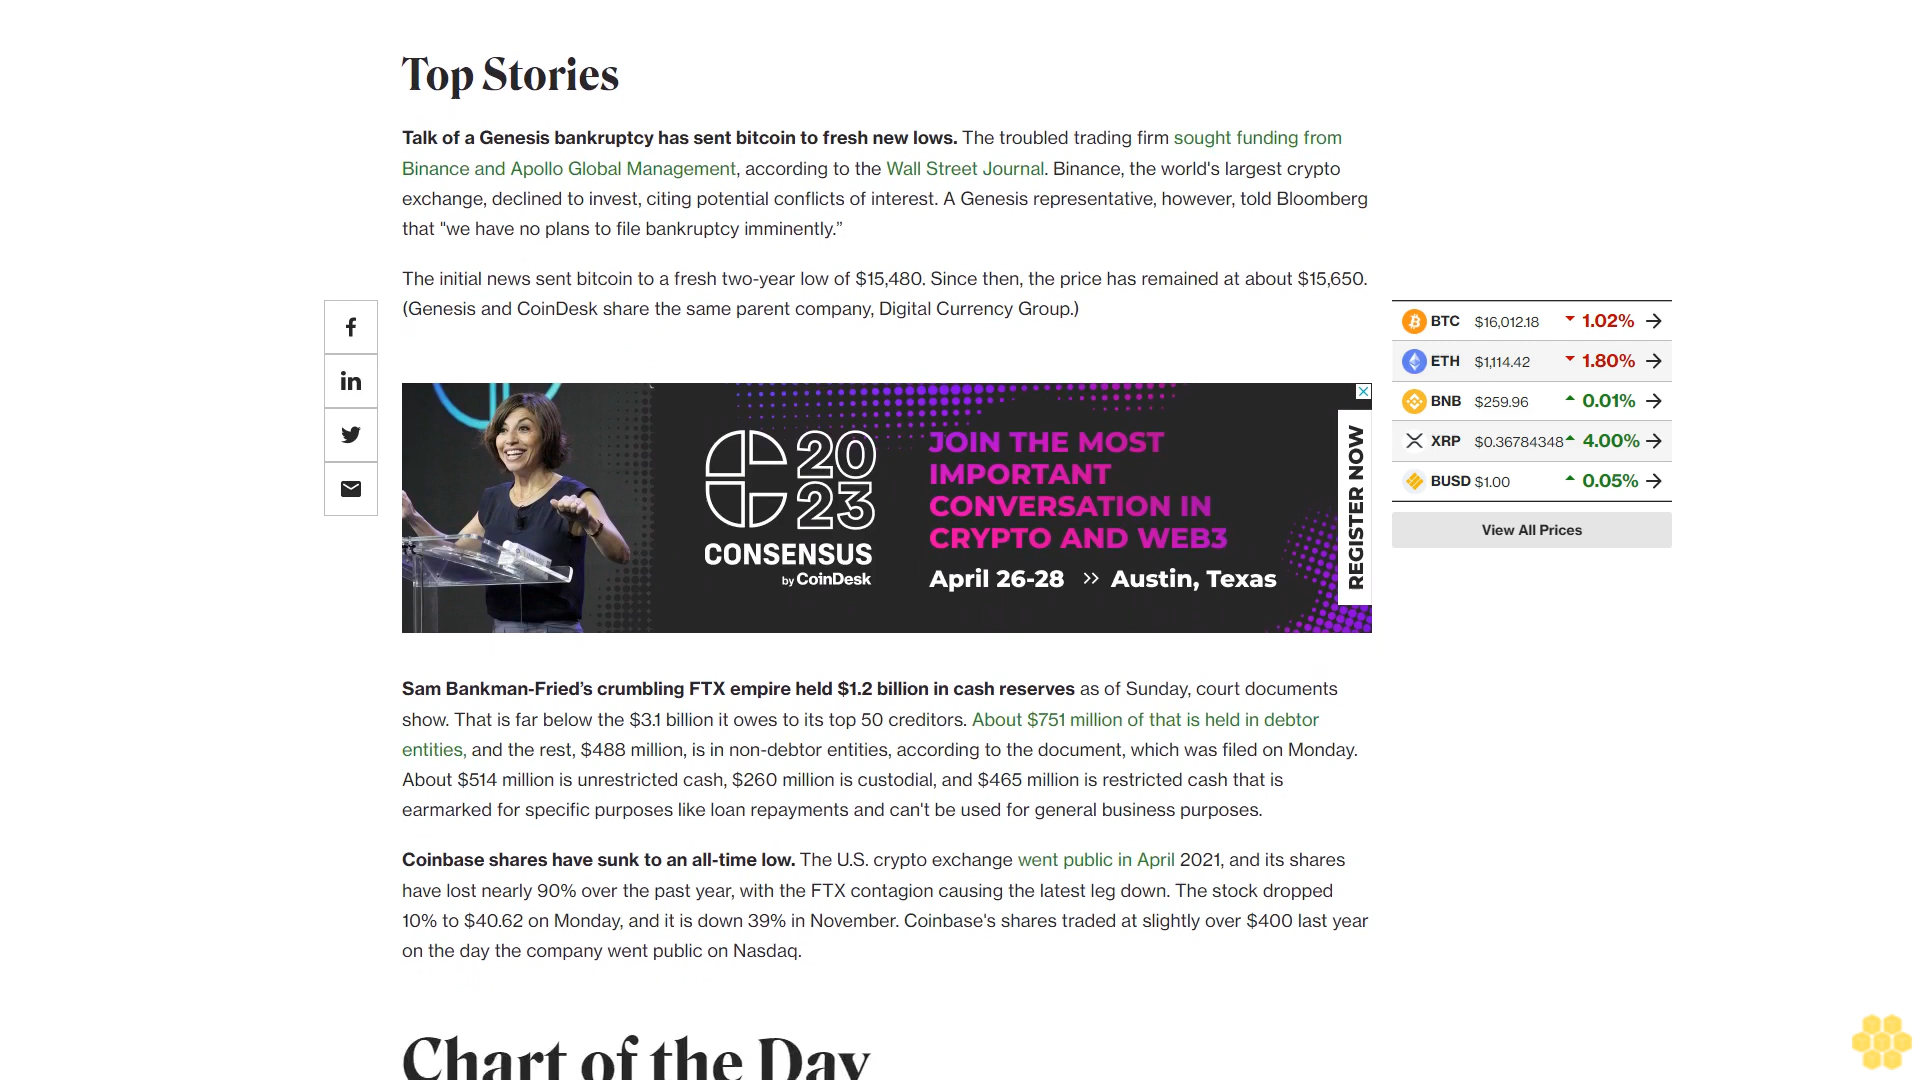 Top Stories
Talk of a Genesis bankruptcy has sent bitcoin to fresh new lows. The troubled trading firm sought funding from
Binance and Apollo Global Management, according to the Wall Street Journal. Binance, the world's largest crypto
exchange, declined to invest, citing potential conflicts of interest. A Genesis representative, however, told Bloomberg
that "we have no plans to file bankruptcy imminently.”
The initial news sent bitcoin to a fresh two-year low of $15,480. Since then, the price has remained at about $15,650.
(Genesis and CoinDesk share the same parent company, Digital Currency Group.)
f
in
BTC $16,012.18 1.02%
ETH $1,114.42 1.80%
BNB $259.96 0.01%
XRP $0.36784348 4.00%
BUSD $1.00 0.05%
View All Prices
2023
CONSENSUS
by CoinDesk
JOIN THE MOST
IMPORTANT
CONVERSATION IN
CRYPTO AND WEB3
April 26-28 >> Austin, Texas
REGISTER NOW
Sam Bankman-Fried’s crumbling FTX empire held $1.2 billion in cash reserves as of Sunday, court documents
show. That is far below the $3.1 billion it owes to its top 50 creditors. About $751 million of that is held in debtor
entities, and the rest, $488 million, is in non-debtor entities, according to the document, which was filed on Monday.
About $514 million is unrestricted cash, $260 million is custodial, and $465 million is restricted cash that is
earmarked for specific purposes like loan repayments and can't be used for general business purposes.
Coinbase shares have sunk to an all-time low. The U.S. crypto exchange went public in April 2021, and its shares
have lost nearly 90% over the past year, with the FTX contagion causing the latest leg down. The stock dropped
10% to $40.62 on Monday, and it is down 39% in November. Coinbase's shares traded at slightly over $400 last year
on the day the company went public on Nasdaq.
Chart of the Day